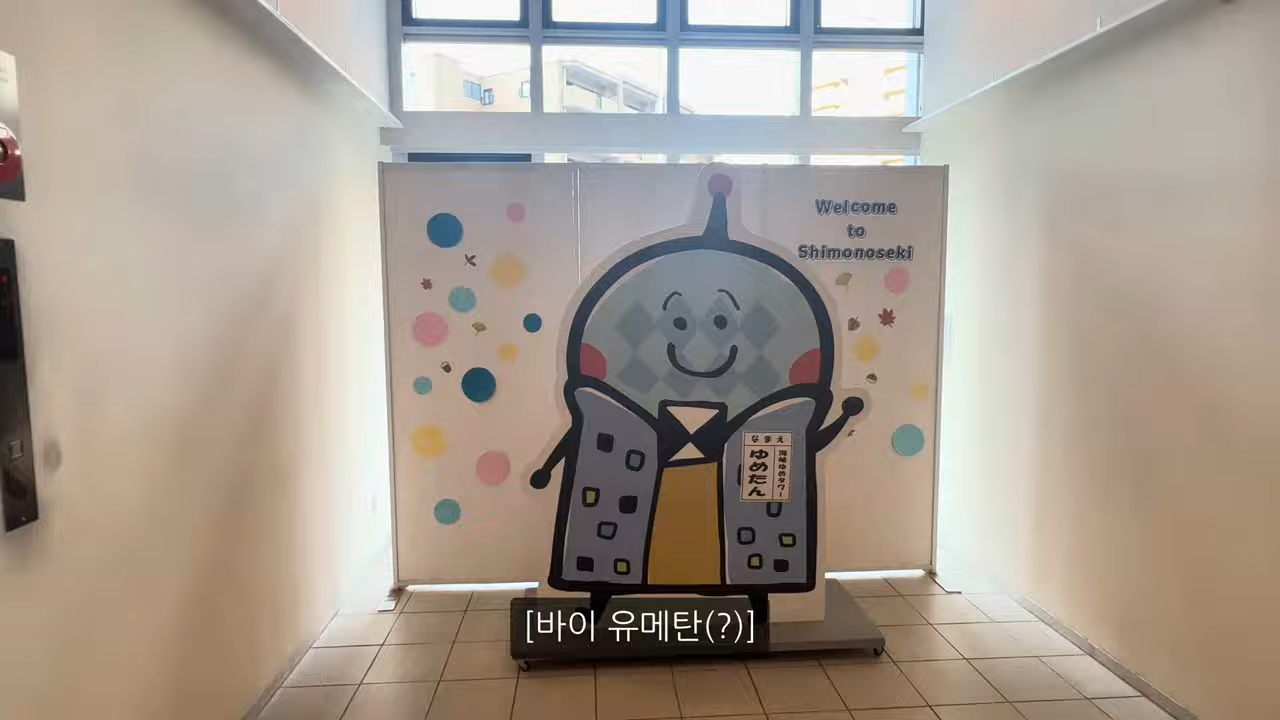 Welcome
to
Shimonoseki
なまえ
海峡ゆめタワー
ゆめたん
[바이 유메탄(?)]